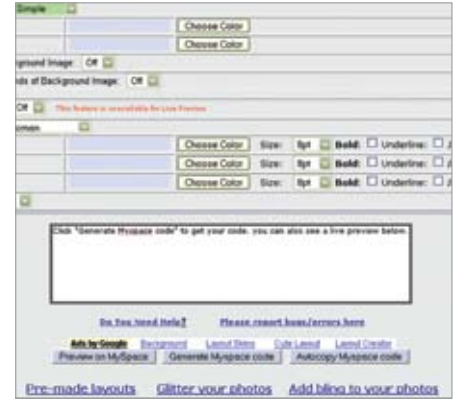 Simple
Choose Color
Choose Color
ground Image: Off
ds of Background Image: Off
Off This feature is unavailable for Live Preview
oman
Choose Color Size: 8pt Bold: Underline:
Choose Color Size: 8pt Bold: Underline:
Choose Color Size: 8pt Bold: Underline:
Click "Generate Myspace code" to get your code. you can also see a live preview below.
Do You Need Help? Please report bugs/errors here
Ads by Google Background Layout Skins Cute Layout Layout Creator
Preview on MySpace Generate Myspace code Autocopy Myspace code
Pre-made layouts Glitter your photos Add bling to your photos